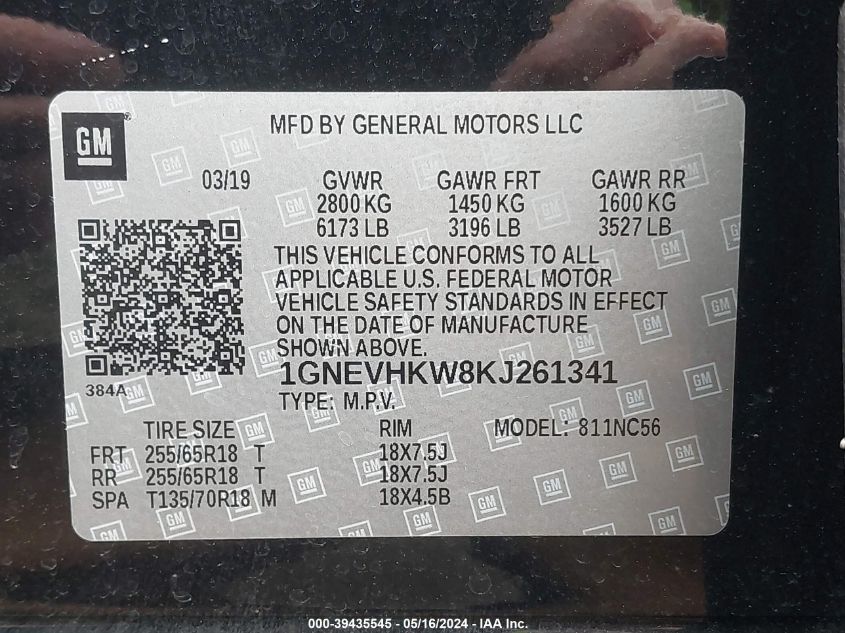 GM
MFD BY GENERAL MOTORS LLC
03/19 GVWR GAWR FRT GAWR RR
2800 KG 1450 KG 1600 KG
6173 LB 3196 LB 3527 LB
THIS VEHICLE CONFORMS TO ALL
APPLICABLE U.S. FEDERAL MOTOR
VEHICLE SAFETY STANDARDS IN EFFECT
ON THE DATE OF MANUFACTURE
SHOWN ABOVE.
384A
1GNEVHKW8KJ261341
TYPE: M.P.V.
TIRE SIZE RIM MODEL: 811NC56
FRT 255/65R18 T 18X7.5J
RR 255/65R18 T 18X7.5J
SPA T135/70R18 M 18X4.5B
000-39435545 - 05/16/2024 - IAA Inc.